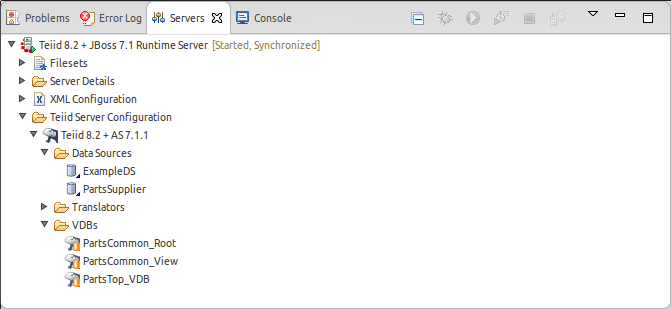 Problems Error Log Servers Console
Teiid 8.2 + JBoss 7.1 Runtime Server [Started, Synchronized]
Filesets
Server Details
XML Configuration
Teiid Server Configuration
Teiid 8.2 + AS 7.1.1
Data Sources
ExampleDS
PartsSupplier
Translators
VDBs
PartsCommon_Root
PartsCommon_View
PartsTop_VDB